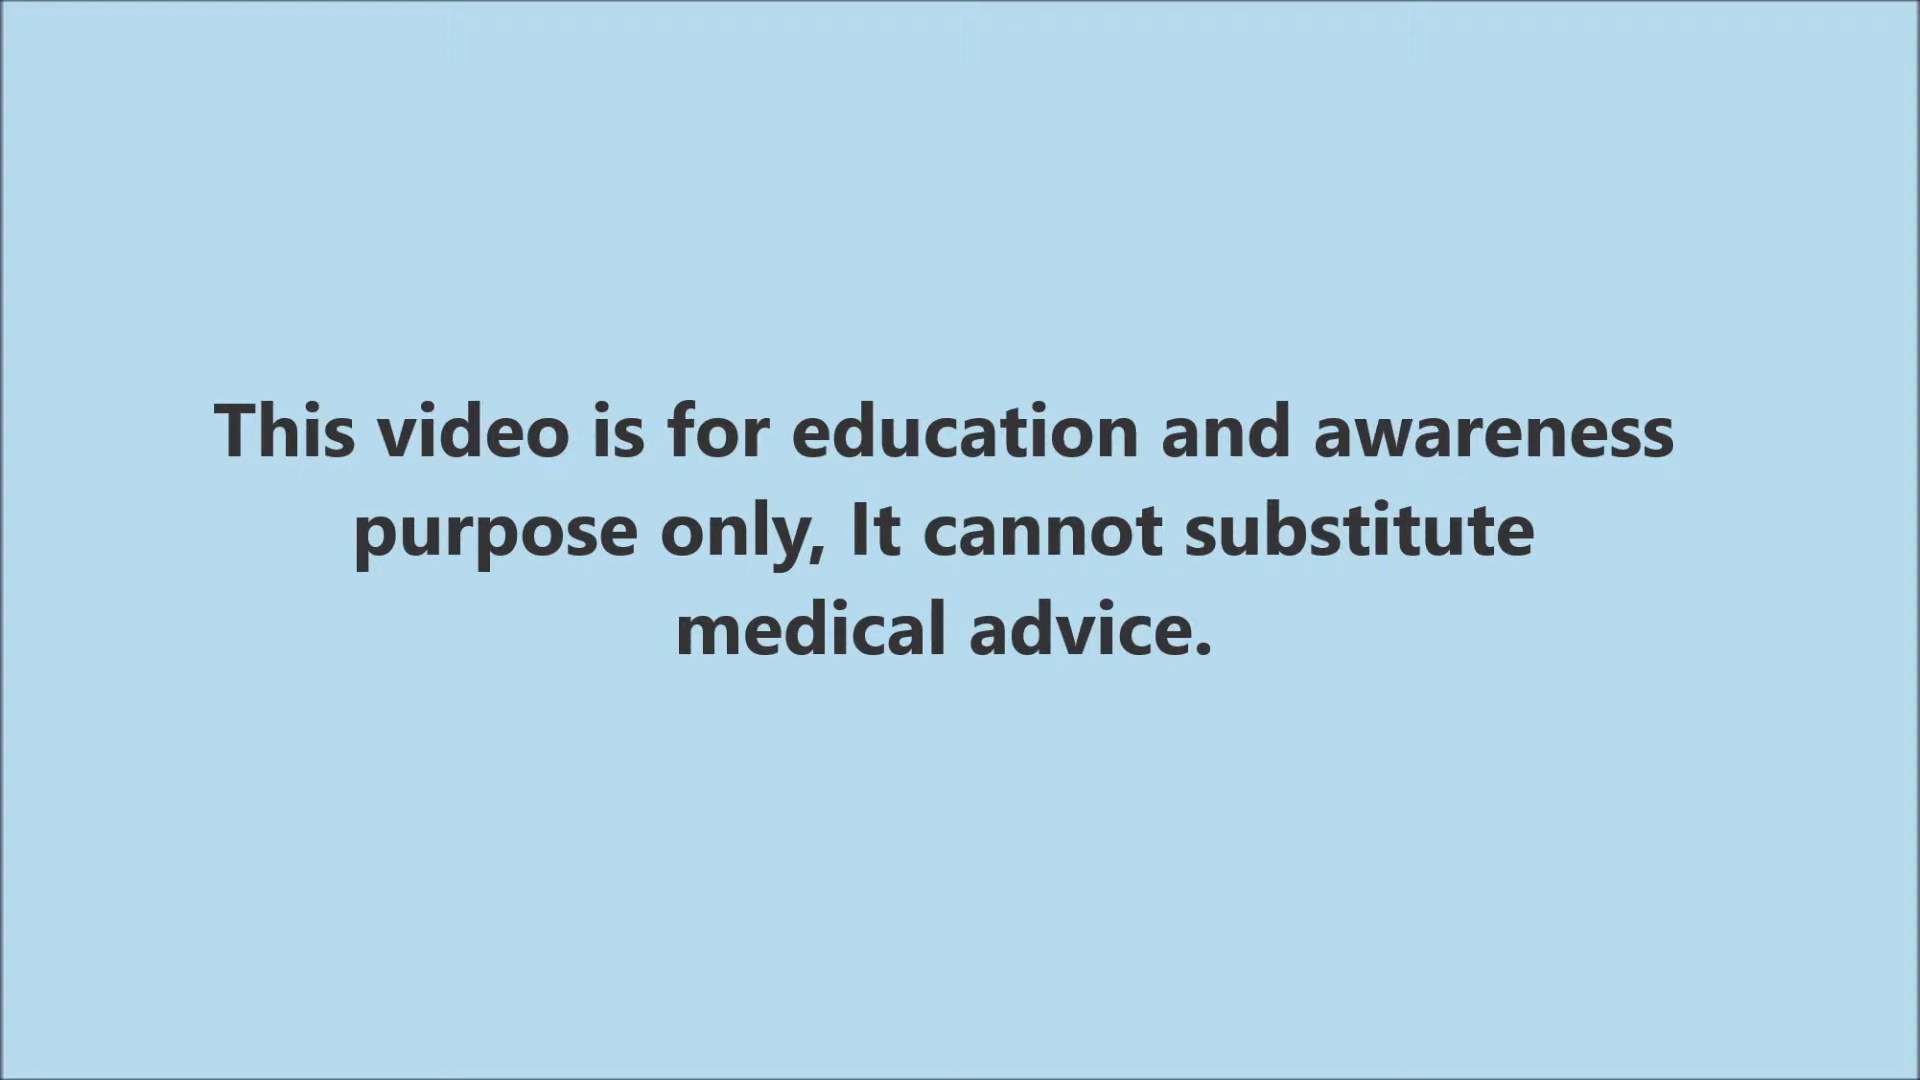 This video is for education and awareness
purpose only, It cannot substitute
medical advice.